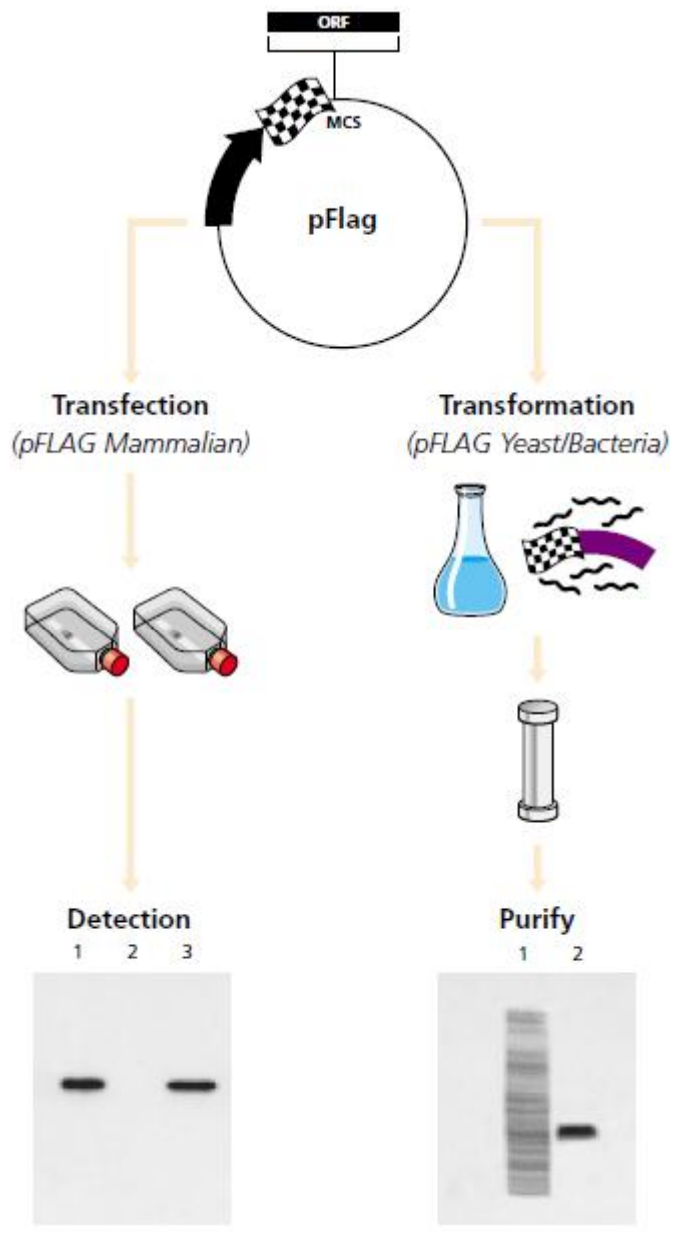 ORF
MCS
pFlag
Transfection
(pFLAG Mammalian)
Transformation
(pFLAG Yeast/Bacteria)
Detection
1 2 3
Purify
1 2